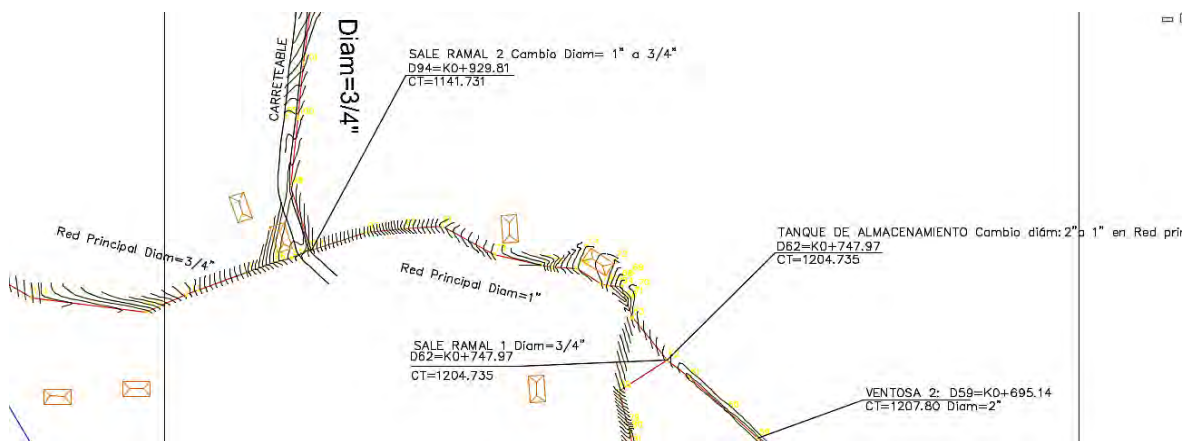 Diam=3/4"
CARRETEABLE
SALE RAMAL 2 Cambio Diam= 1" a 3/4"
D94=K0+929.81
CT=1141.731
Red Principal Diam=3/4"
Red Principal Diam=1"
TANQUE DE ALMACENAMIENTO Cambio diám: 2"a 1" en Red prin
D62=K0+747.97
CT=1204.735
SALE RAMAL 1 Diam=3/4"
D62=K0+747.97
CT=1204.735
VENTOSA 2: D59=K0+695.14
CT=1207.80 Diam=2"